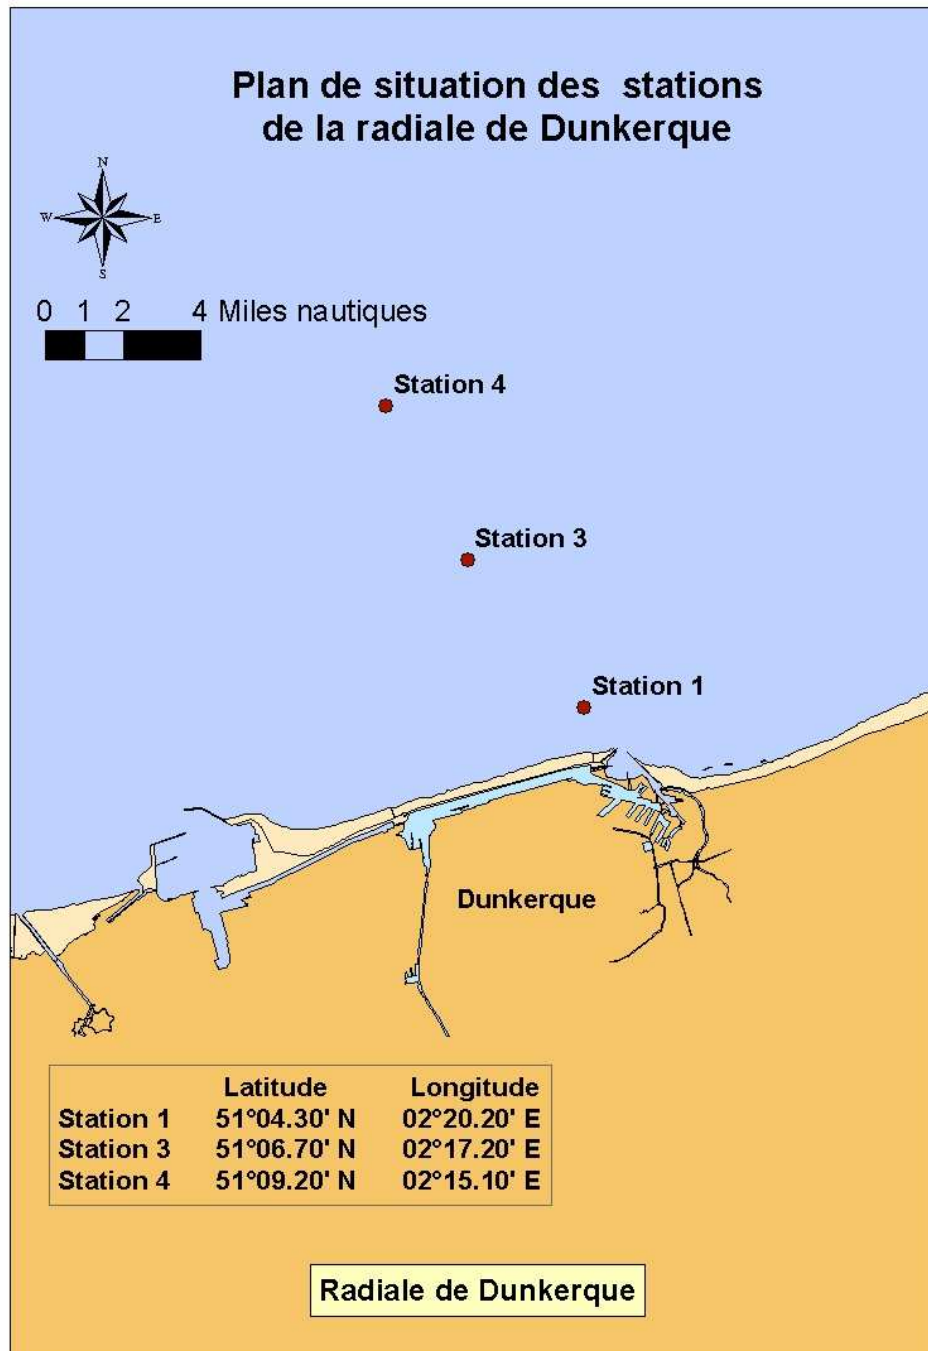 Plan de situation des stations
de la radiale de Dunkerque
N
W E
S
0 1 2 4 Miles nautiques
Station 4
Station 3
Station 1
Dunkerque
Latitude Longitude
Station 1 51°04.30' N 02°20.20' E
Station 3 51°06.70' N 02°17.20' E
Station 4 51°09.20' N 02°15.10' E
Radiale de Dunkerque